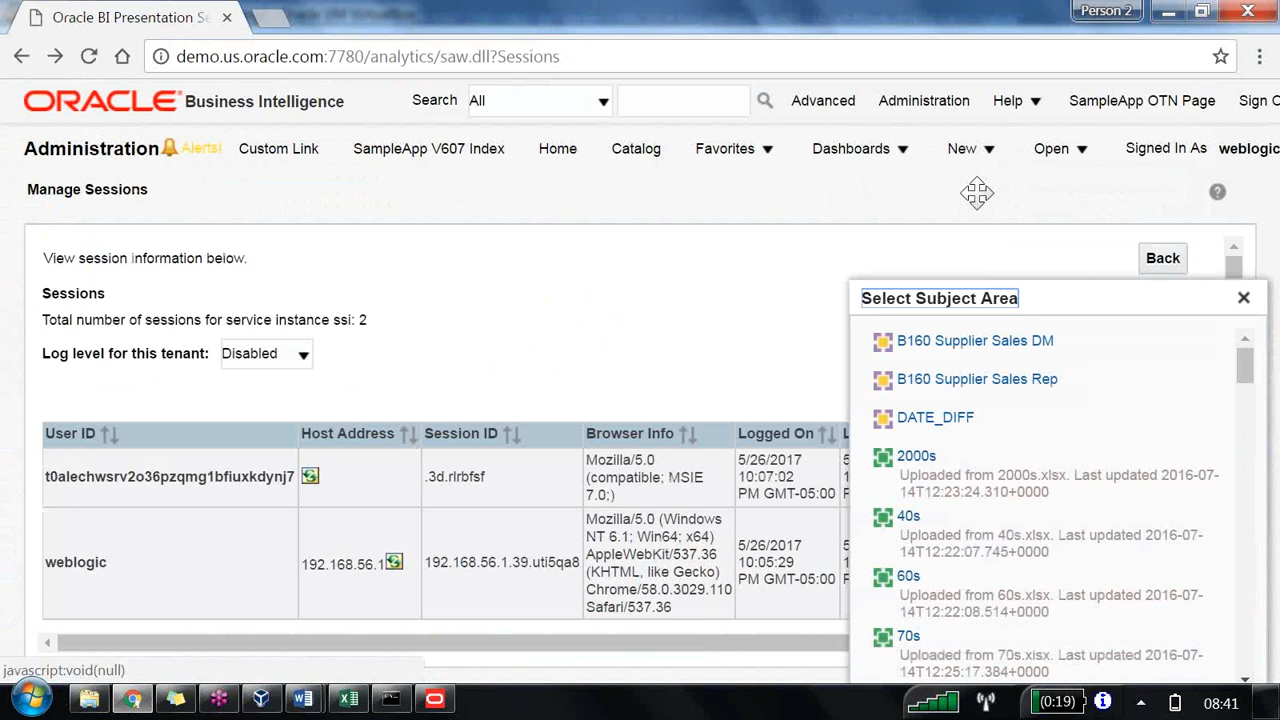 Oracle BI Presentation Se
Person 2
demo.us.oracle.com:7780/analytics/saw.dll?Sessions
ORACLE Business Intelligence
Search All Advanced Administration Help SampleApp OTN Page Sign O
Administration Alerts! Custom Link SampleApp V607 Index Home Catalog Favorites Dashboards New Open Signed In As weblogic
Manage Sessions
View session information below.
Back
Sessions
Total number of sessions for service instance ssi: 2
Log level for this tenant: Disabled
User ID Host Address Session ID Browser Info Logged On L
t0alechwsrv2o36pzqmg1bfiuxkdynj7 .3d.rlrbfsf
Mozilla/5.0
(compatible; MSIE
7.0;)
5/26/2017
10:07:02
PM GMT-05:00
weblogic 192.168.56.1 192.168.56.1.39.uti5qa8
Mozilla/5.0 (Windows
NT 6.1; Win64; x64)
AppleWebKit/537.36
(KHTML, like Gecko)
Chrome/58.0.3029.110
Safari/537.36
5/26/2017
10:05:29
PM GMT-05:00
Select Subject Area
B160 Supplier Sales DM
B160 Supplier Sales Rep
DATE_DIFF
2000s
Uploaded from 2000s.xlsx. Last updated 2016-07-
14T12:23:24.310+0000
40s
Uploaded from 40s.xlsx. Last updated 2016-07-
14T12:22:07.745+0000
60s
Uploaded from 60s.xlsx. Last updated 2016-07-
14T12:22:08.514+0000
70s
Uploaded from 70s.xlsx. Last updated 2016-07-
14T12:25:17.384+0000
javascript:void(null)
(0:19)
08:41